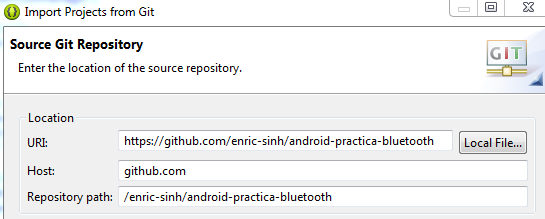 Import Projects from Git
Source Git Repository
Enter the location of the source repository.
GIT
Location
URI: https://github.com/enric-sinh/android-practica-bluetooth Local File...
Host: github.com
Repository path: /enric-sinh/android-practica-bluetooth